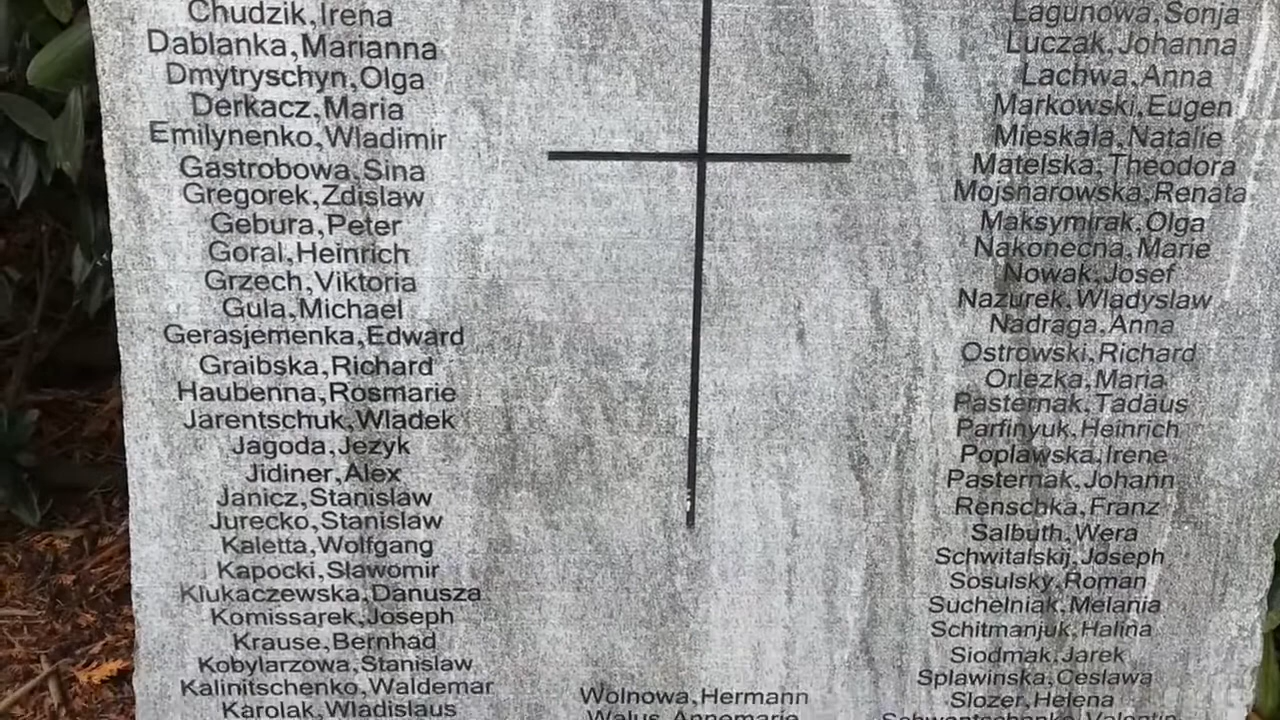 Chudzik,Irena
Dablanka,Marianna
Dmytryschyn,Olga
Derkacz,Maria
Emilynenko,Wladimir
Gastrobowa,Sina
Gregorek,Zdislaw
Gebura,Peter
Goral,Heinrich
Grzech,Viktoria
Gula,Michael
Gerasjemenka,Edward
Graibska,Richard
Haubenna,Rosmarie
Jarentschuk,Wladek
Jagoda,Jezyk
Jidiner,Alex
Janicz,Stanislaw
Jurecko,Stanislaw
Kaletta,Wolfgang
Kapocki,Slawomir
Klukaczewska,Danusza
Komissarek,Joseph
Krause,Bernhad
Kobylarzowa,Stanislaw
Kalinitschenko,Waldemar
Karolak,Wladislaus
Wolnowa,Hermann
Walus,Annemarie
Lagunowa,Sonja
Luczak,Johanna
Lachwa,Anna
Markowski,Eugen
Mieskala,Natalie
Matelska,Theodora
Mojsnarowska,Renata
Maksymirak,Olga
Nakonecna,Marie
Nowak,Josef
Nazurek,Wladyslaw
Nadraga,Anna
Ostrowski,Richard
Orlezka,Maria
Pasternak,Tadäus
Parfinyuk,Heinrich
Poplawska,Irene
Pasternak,Johann
Renschka,Franz
Salbuth,Wera
Schwitalskij,Joseph
Sosulsky,Roman
Suchelniak,Melania
Schitmanjuk,Halina
Siodmak,Jarek
Splawinska,Ceslawa
Slozer,Helena